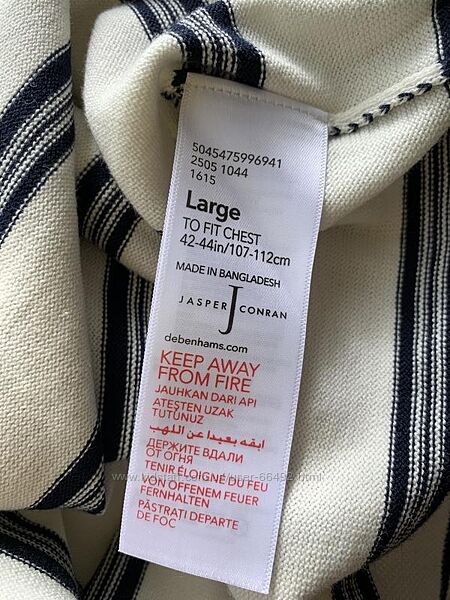 5045475996941
2505 1044
1615
Large
TO FIT CHEST
42-44in/107-112cm
MADE IN BANGLADESH
JASPER J CONRAN
debenhams.com
KEEP AWAY
FROM FIRE
JAUHKAN DARI API
ATEŞTEN UZAK
TUTUNUZ
ابقه بعيدا عن اللهب
ДЕРЖИТЕ ВДАЛИ
ОТ ОГНЯ
TENIR ÉLOIGNE DU FEU
VON OFFENEM FEUER
FERNHALTEN
PĂSTRAȚI DEPARTE
DE FOC